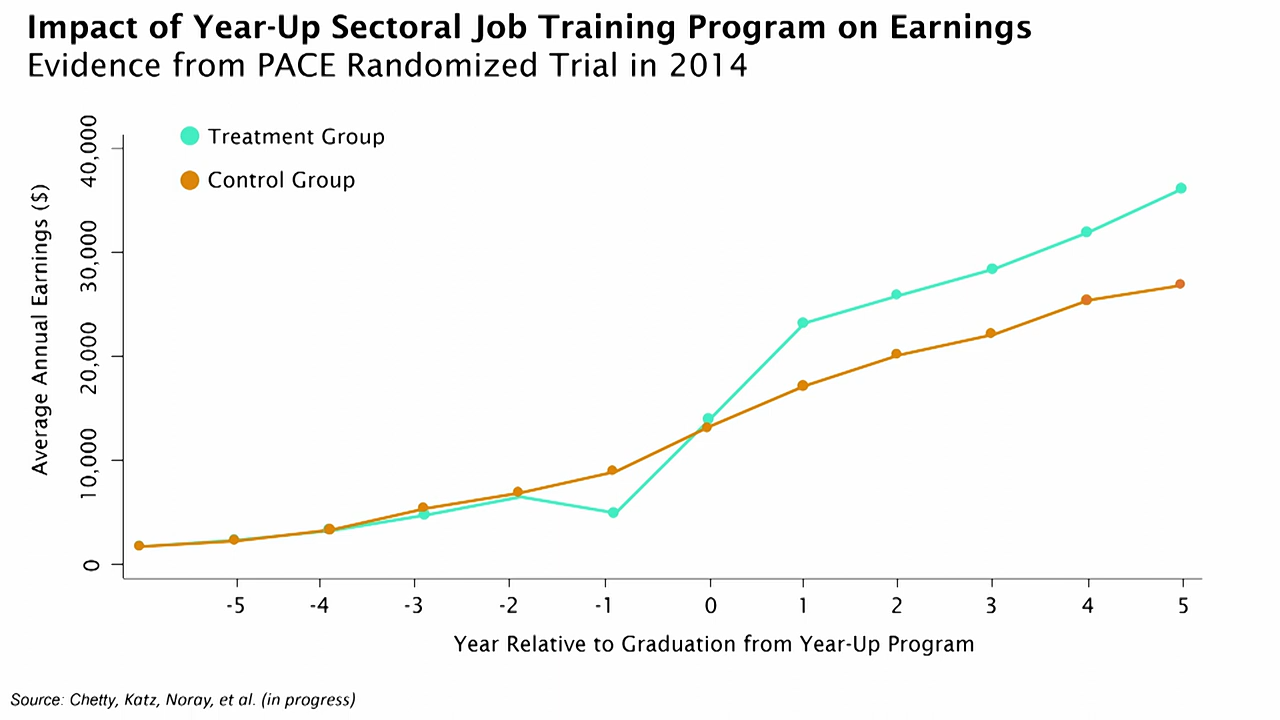 Impact of Year-Up Sectoral Job Training Program on Earnings
Evidence from PACE Randomized Trial in 2014
Treatment Group
Control Group
Average Annual Earnings ($)
40,000
30,000
20,000
10,000
0
-5 -4 -3 -2 -1 0 1 2 3 4 5
Year Relative to Graduation from Year-Up Program
Source: Chetty, Katz, Noray, et al. (in progress)